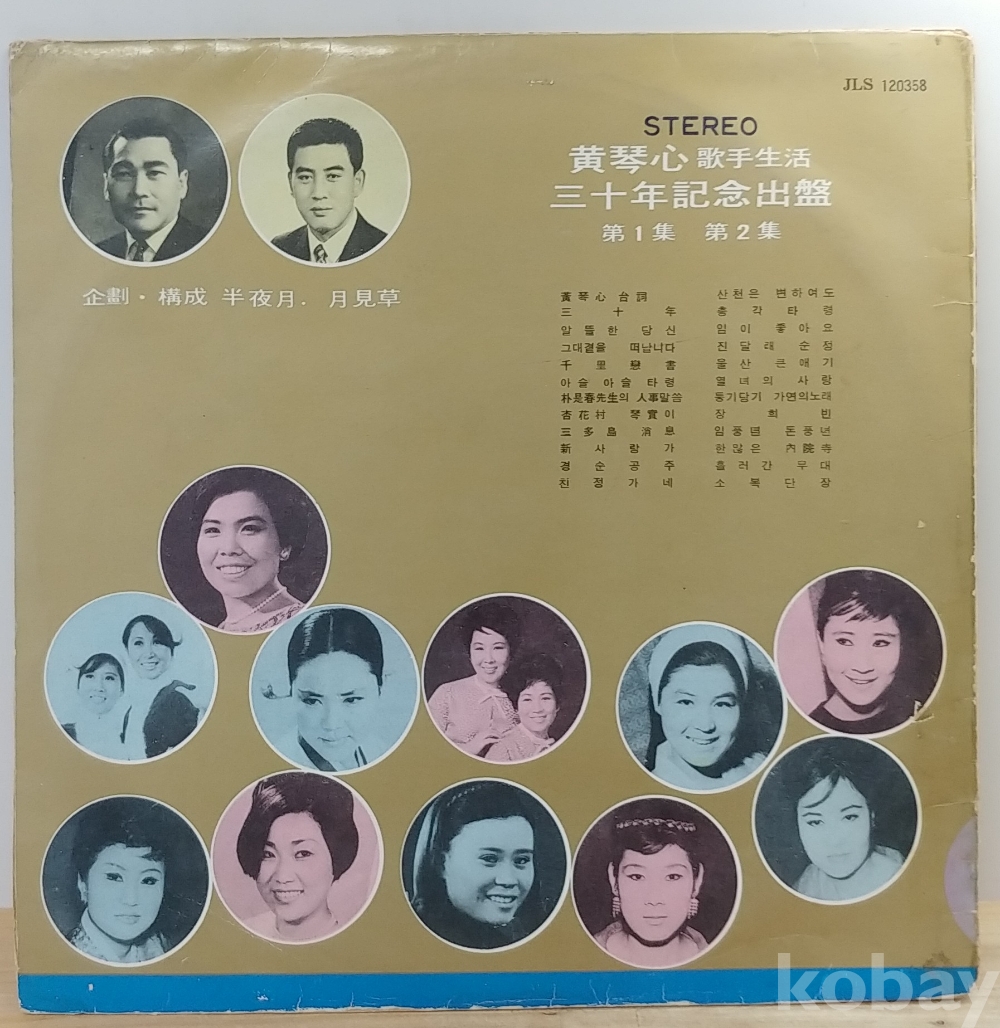 JLS 120358
STEREO
黄琴心 歌手生活
三十年記念出盤
第1集 第2集
企劃·構成 半夜月. 月見草
黃琴心 台詞
三十年
알뜰한 당신
그대곁을 떠납니다
千里戀書
아슬아슬타령
朴是春先生의 人事말씀
杏花村 琴實이
三多島 消息
新사랑가
경순공주
친정가네
산천은 변하여도
총각타령
임이 좋아요
진달래 순정
울산 큰애기
열녀의 사랑
둥기당기 가연의노래
장희빈
임풍년 돈풍년
한많은 內院寺
흘러간 무대
소복단장
kobay